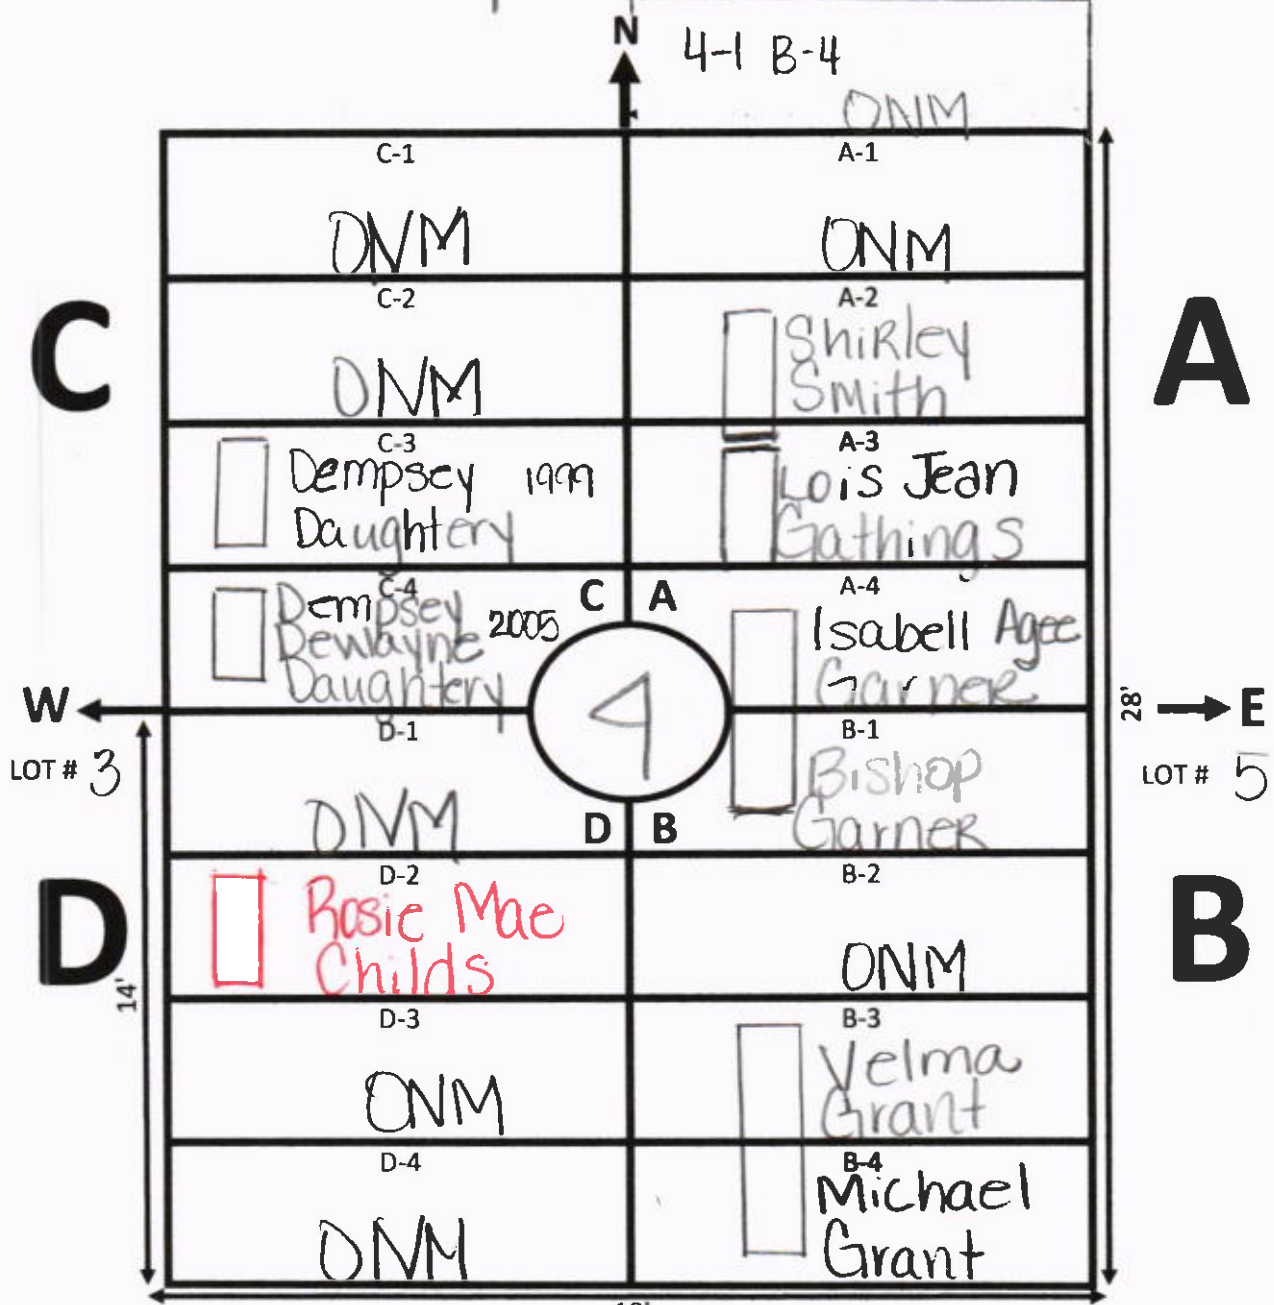 N
4-1 B-4
ONM
C-1
ONM
A-1
ONM
C-2
ONM
A-2
Shirley
Smith
C
A
C-3
Dempsey 1999
Daughtery
A-3
Lois Jean
Gathings
C-4
Dempsey
Dewayne 2005
Daughtery
C A
A-4
Isabell Agee
Garner
W
4
28'
E
LOT # 3
LOT # 5
D-1
ONM
B-1
Bishop
Garner
D B
D-2
Rosie Mae
Childs
B-2
ONM
D
B
14'
D-3
ONM
B-3
Velma
Grant
D-4
ONM
B-4
Michael
Grant